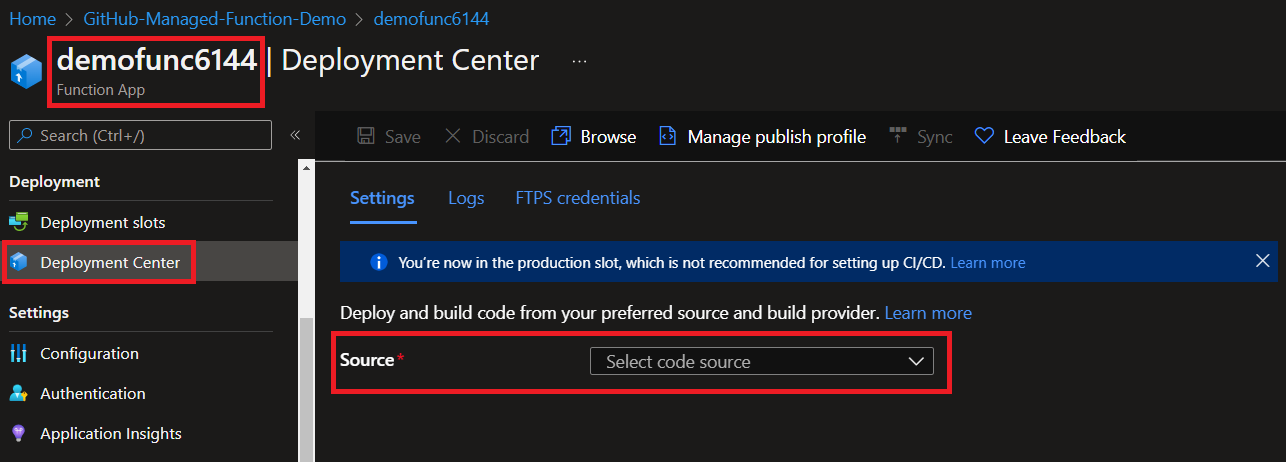 Home > GitHub-Managed-Function-Demo > demofunc6144
demofunc6144 | Deployment Center ...
Function App
Search (Ctrl+/) «
Deployment
Deployment slots
Deployment Center
Settings
Configuration
Authentication
Application Insights
Save Discard Browse Manage publish profile Sync Leave Feedback
Settings Logs FTPS credentials
You're now in the production slot, which is not recommended for setting up CI/CD. Learn more
Deploy and build code from your preferred source and build provider. Learn more
Source* Select code source